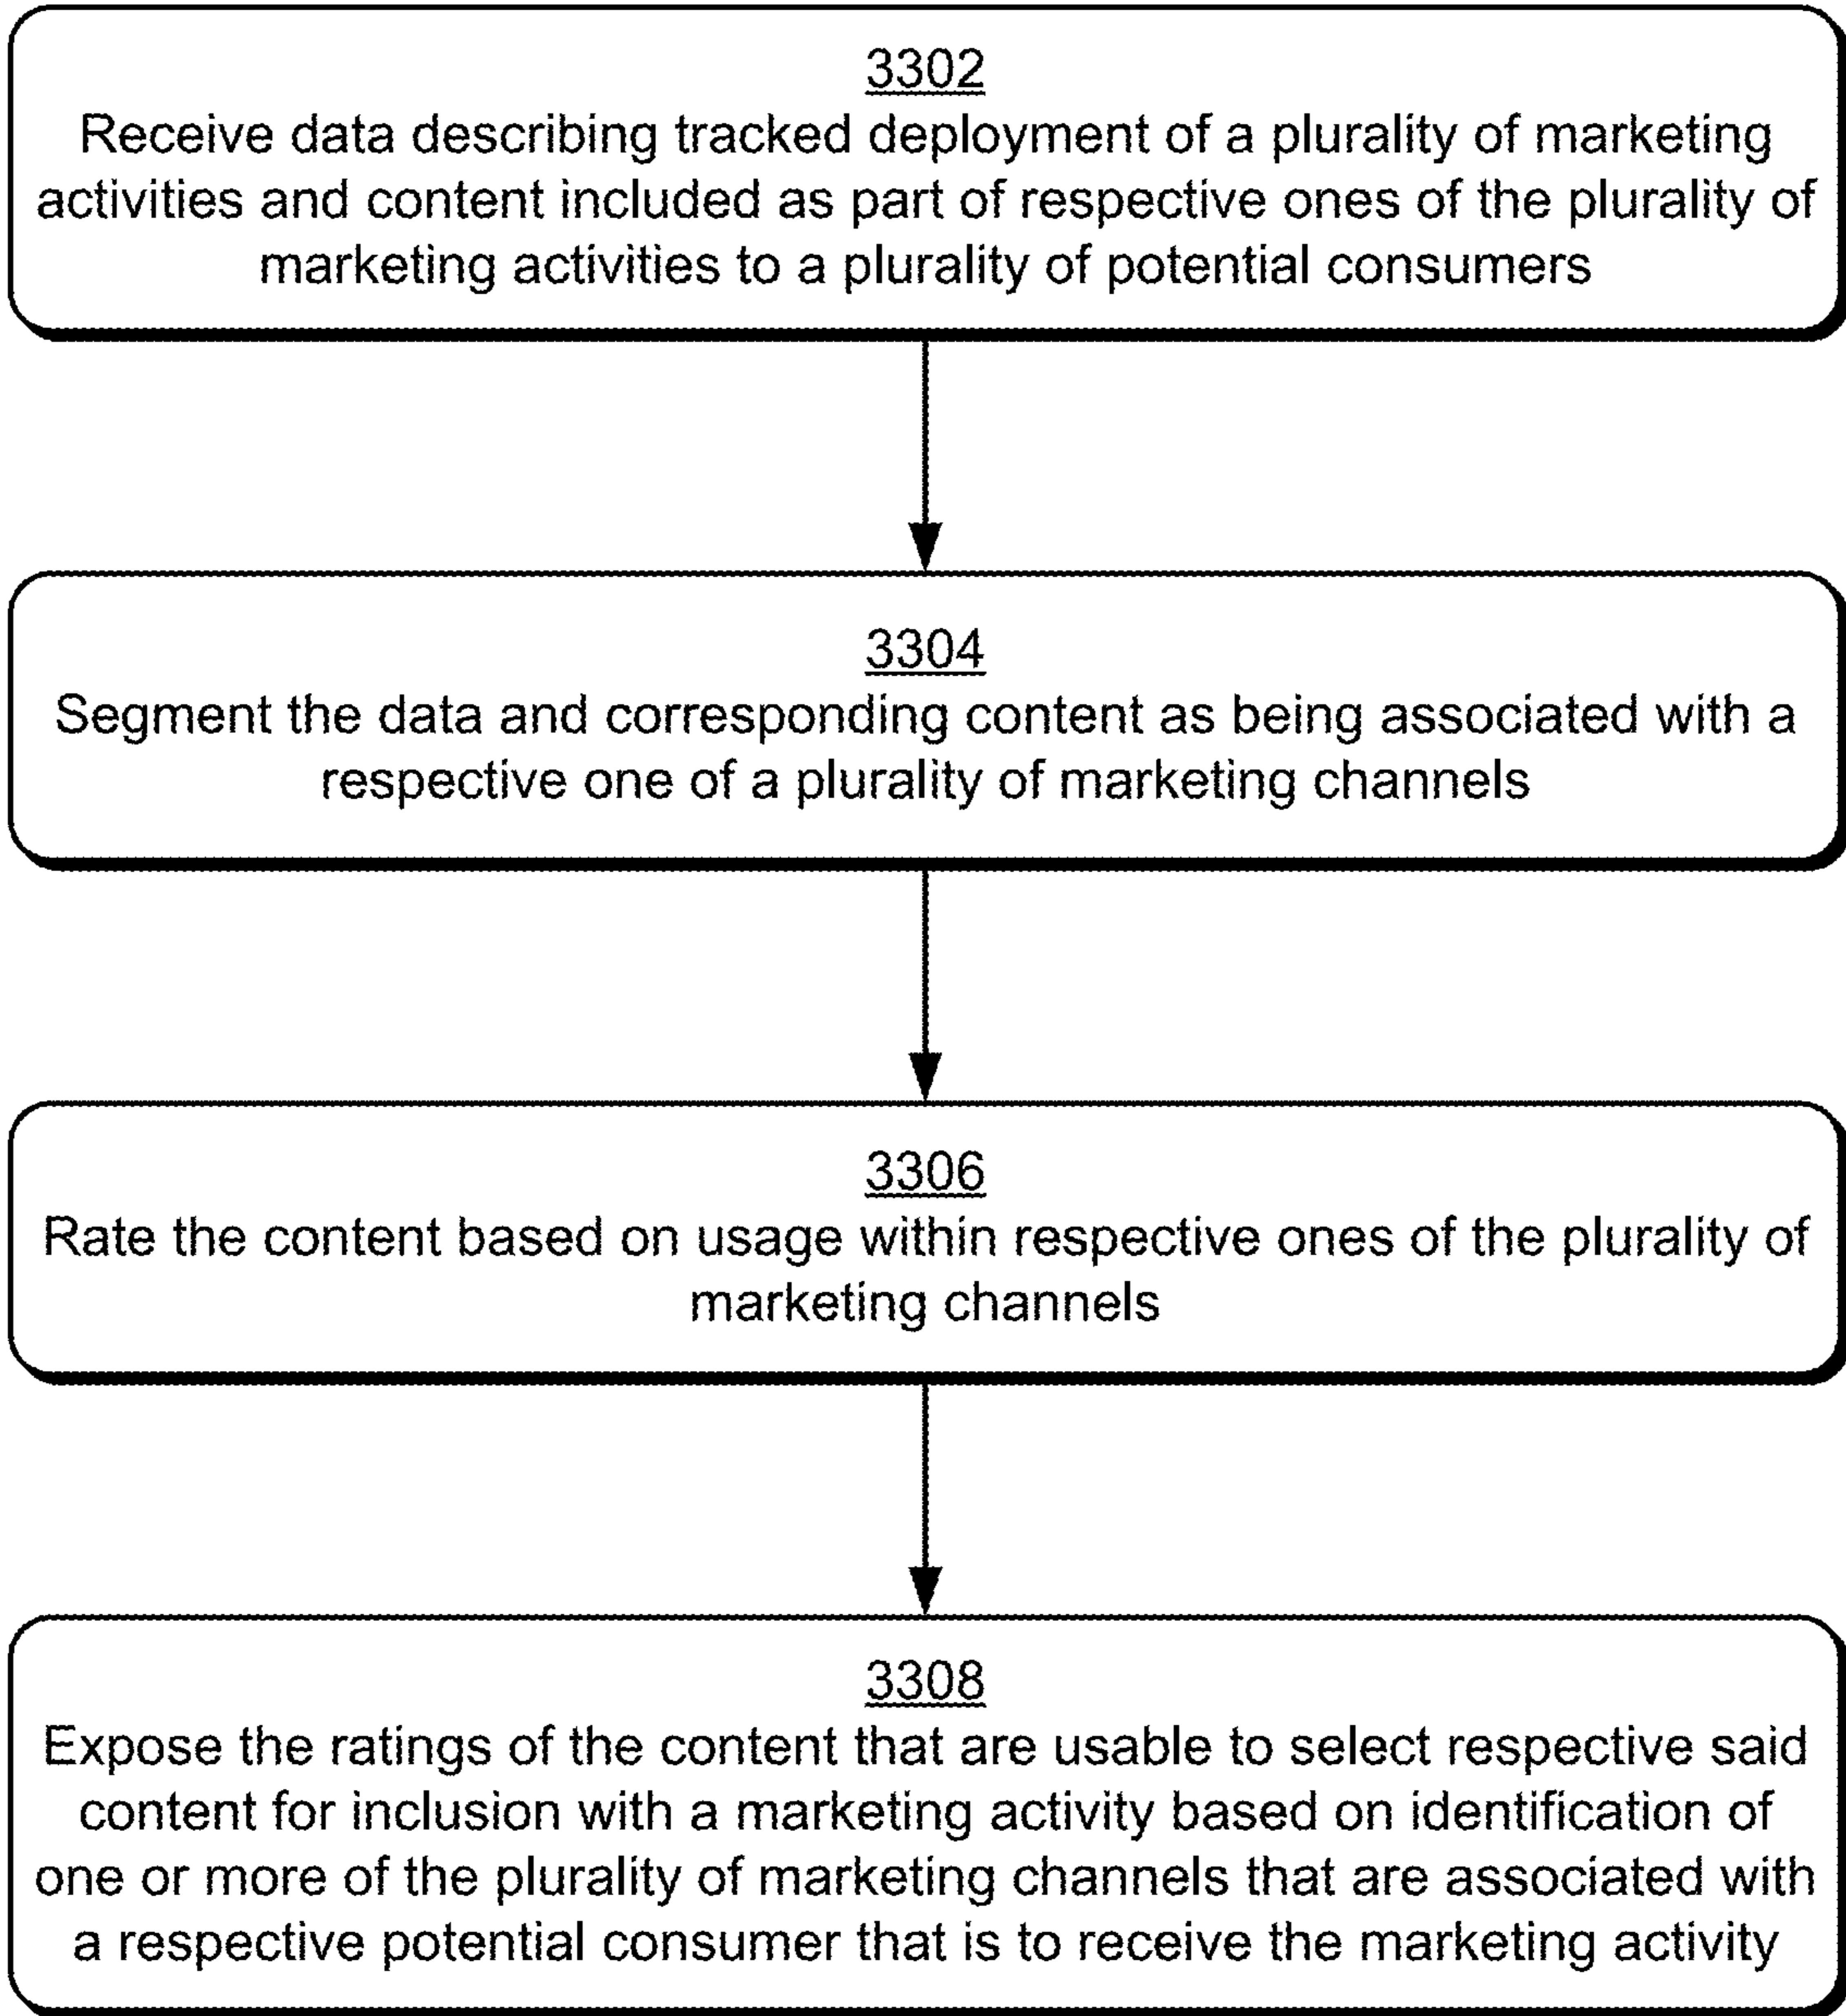 3302
Receive data describing tracked deployment of a plurality of marketing
activities and content included as part of respective ones of the plurality of
marketing activities to a plurality of potential consumers
3304
Segment the data and corresponding content as being associated with a
respective one of a plurality of marketing channels
3306
Rate the content based on usage within respective ones of the plurality of
marketing channels
3308
Expose the ratings of the content that are usable to select respective said
content for inclusion with a marketing activity based on identification of
one or more of the plurality of marketing channels that are associated with
a respective potential consumer that is to receive the marketing activity